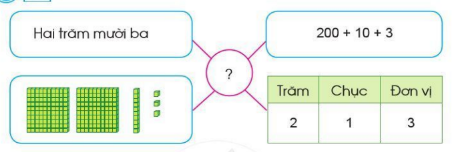 Hai trăm mười ba
200 + 10 + 3
?
Trăm Chục Đơn vị
2 1 3